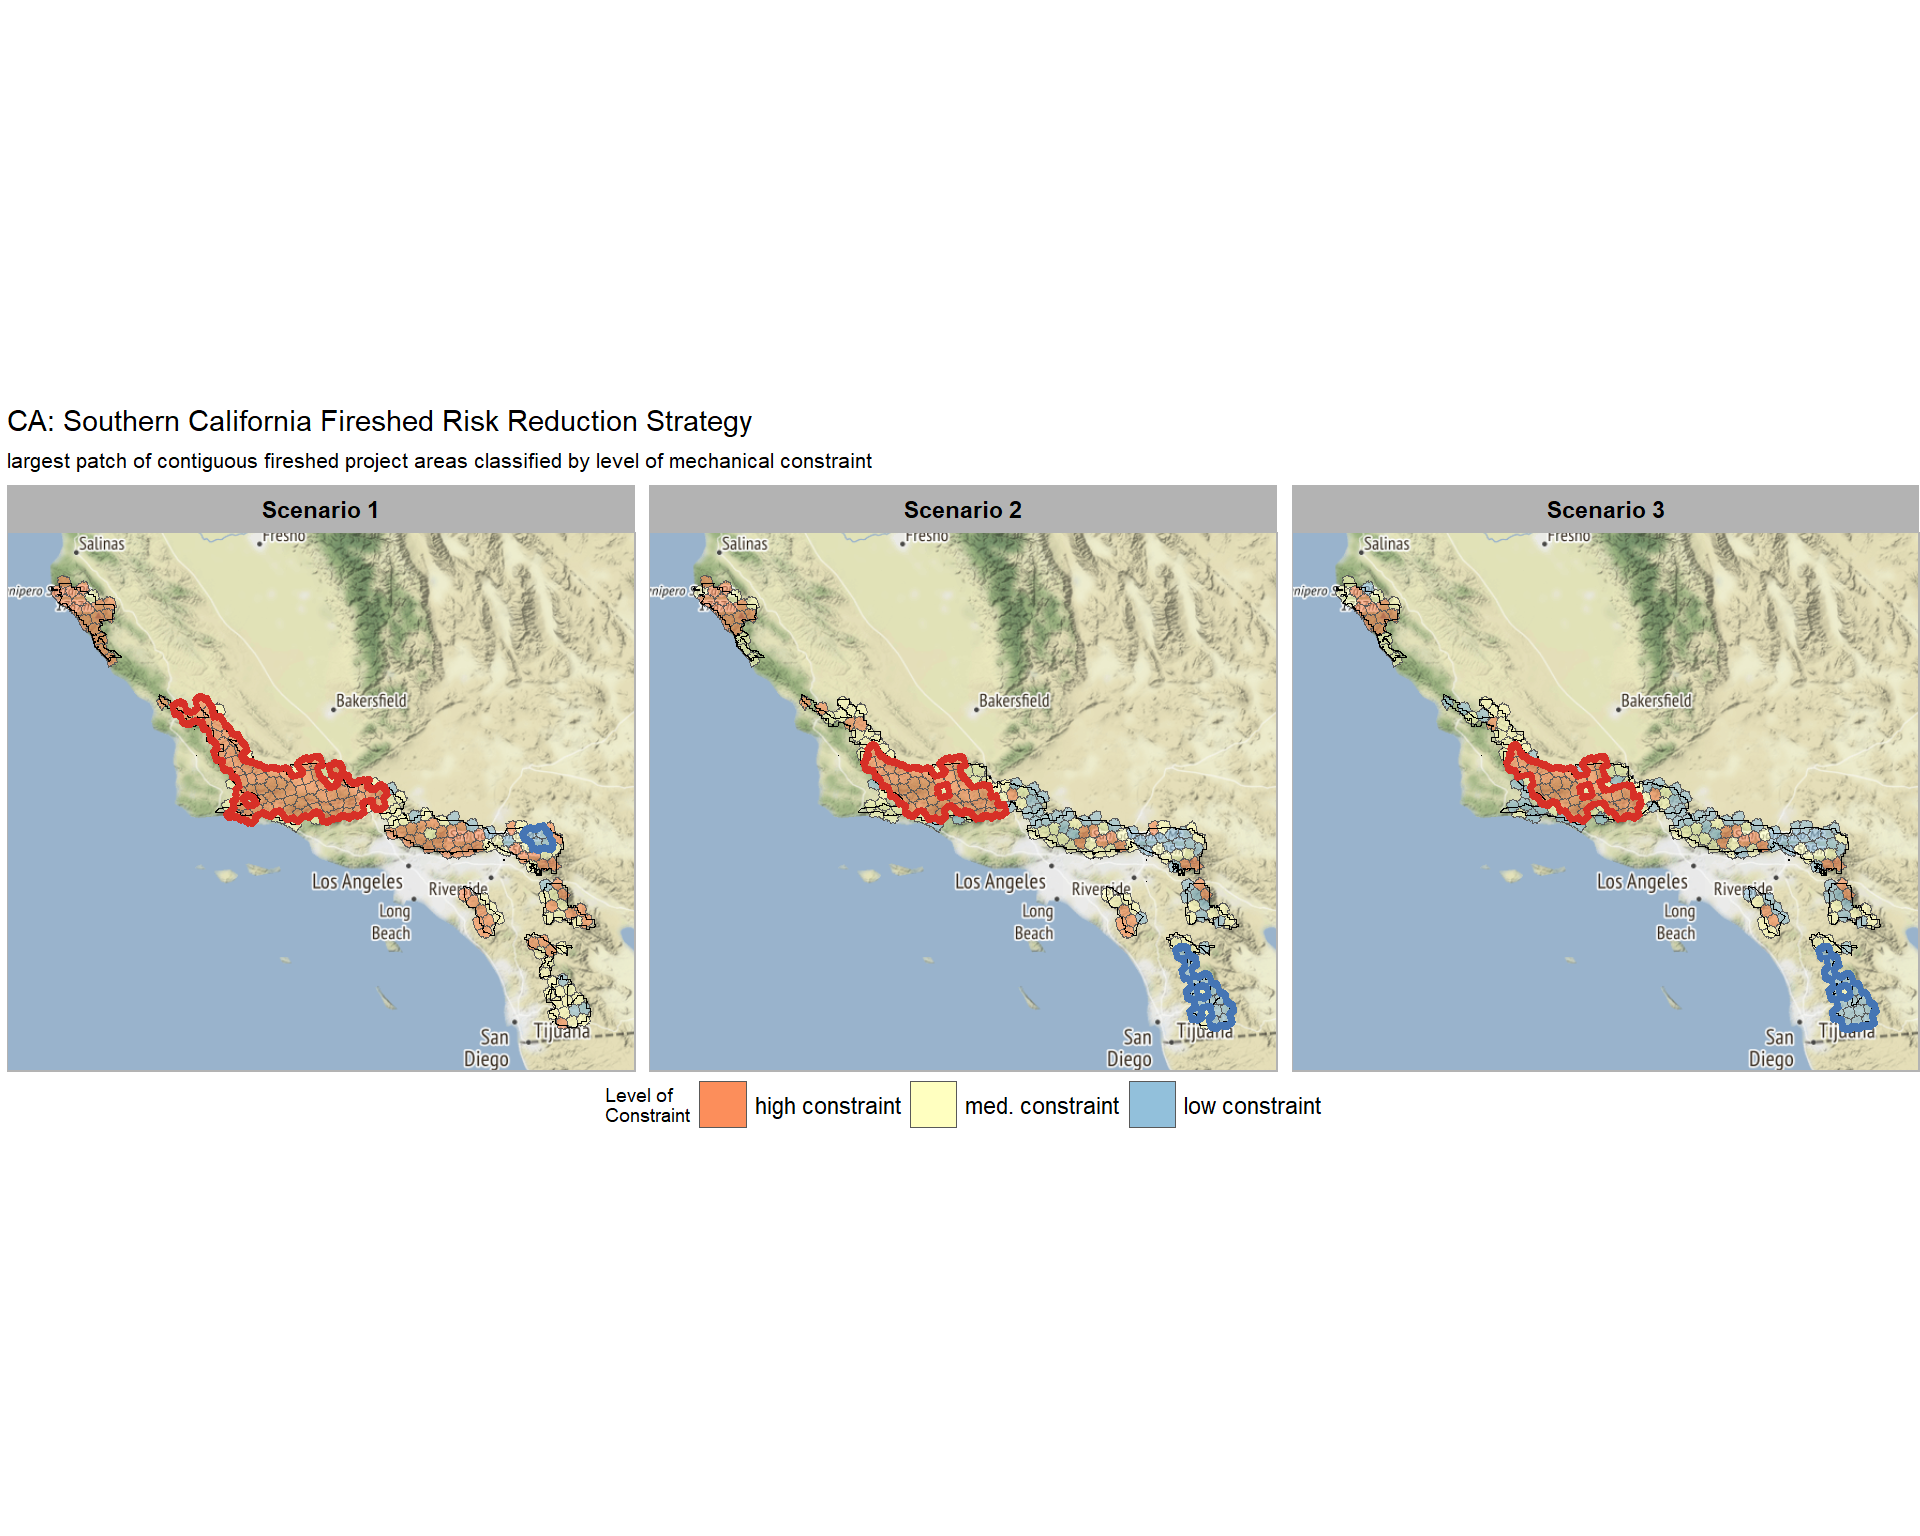 CA: Southern California Fireshed Risk Reduction Strategy
largest patch of contiguous fireshed project areas classified by level of mechanical constraint
Scenario 1
Scenario 2
Scenario 3
Salinas
Fresno
nipero
Bakersfield
Los Angeles
Riverside
Long
Beach
San
Diego
Tijuana
Salinas
Fresno
nipero
Bakersfield
Los Angeles
Riverside
Long
Beach
San
Diego
Tijuana
Salinas
Fresno
nipero
Bakersfield
Los Angeles
Riverside
Long
Beach
San
Diego
Tijuana
Level of
Constraint
high constraint
med. constraint
low constraint